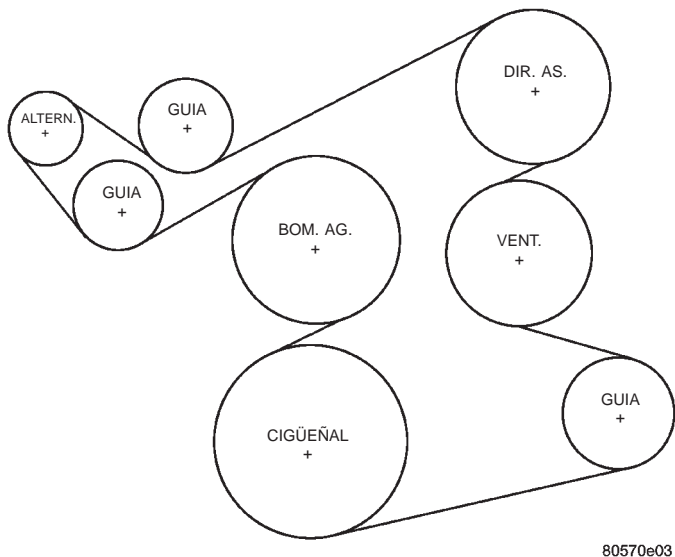 DIR. AS.
+
GUIA
+
ALTERN.
+
GUIA
+
BOM. AG.
+
VENT.
+
GUIA
+
CIGÜEÑAL
+
80570e03